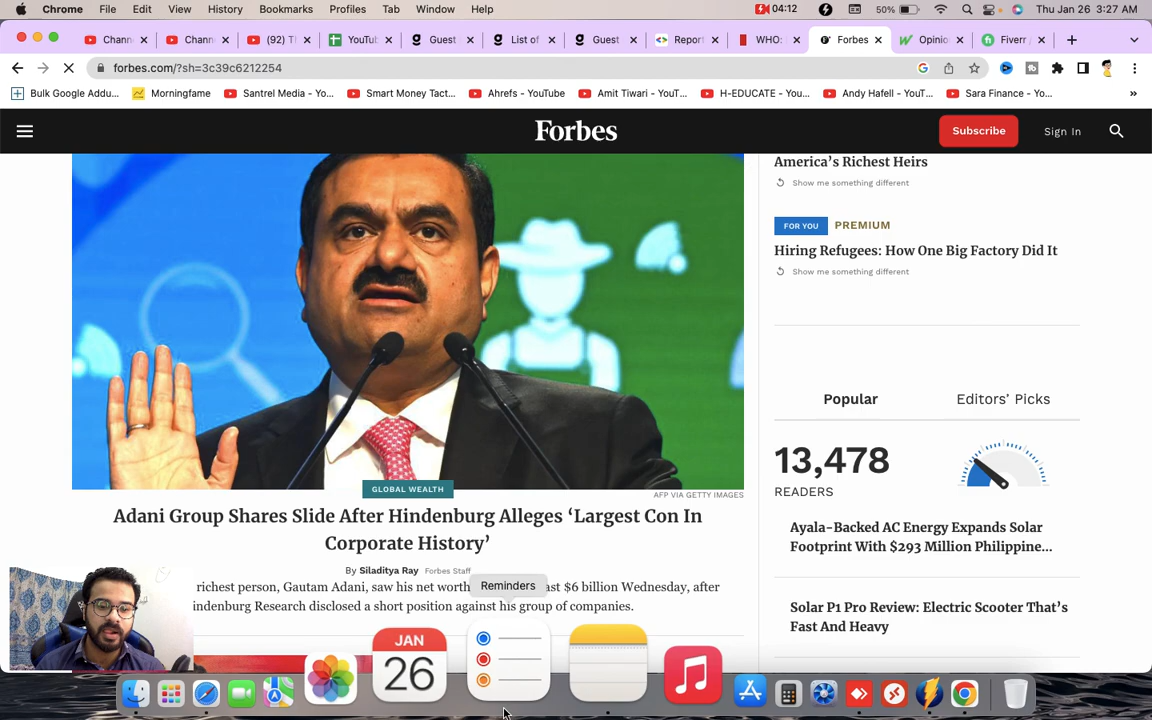 Chrome File Edit View History Bookmarks Profiles Tab Window Help 04:12 50% Thu Jan 26 3:27 AM
Chann Chann (92) T YouTu Guest List of Guest Report WHO: Forbes Opinio Fiverr
forbes.com/?sh=3c39c6212254
Bulk Google Addu... Morningfame Santrel Media - Yo... Smart Money Tact... Ahrefs - YouTube Amit Tiwari - YouT... H-EDUCATE - You... Andy Hafell - YouT... Sara Finance - Yo... »
Forbes
Subscribe
Sign In
America's Richest Heirs
Show me something different
FOR YOU PREMIUM
Hiring Refugees: How One Big Factory Did It
Show me something different
Popular Editors' Picks
13,478
READERS
Ayala-Backed AC Energy Expands Solar
Footprint With $293 Million Philippine...
Solar P1 Pro Review: Electric Scooter That's
Fast And Heavy
GLOBAL WEALTH
AFP VIA GETTY IMAGES
Adani Group Shares Slide After Hindenburg Alleges 'Largest Con In
Corporate History'
By Siladitya Ray Forbes Staff
richest person, Gautam Adani, saw his net worth ast $6 billion Wednesday, after
indenburg Research disclosed a short position against his group of companies.
Reminders
JAN
26